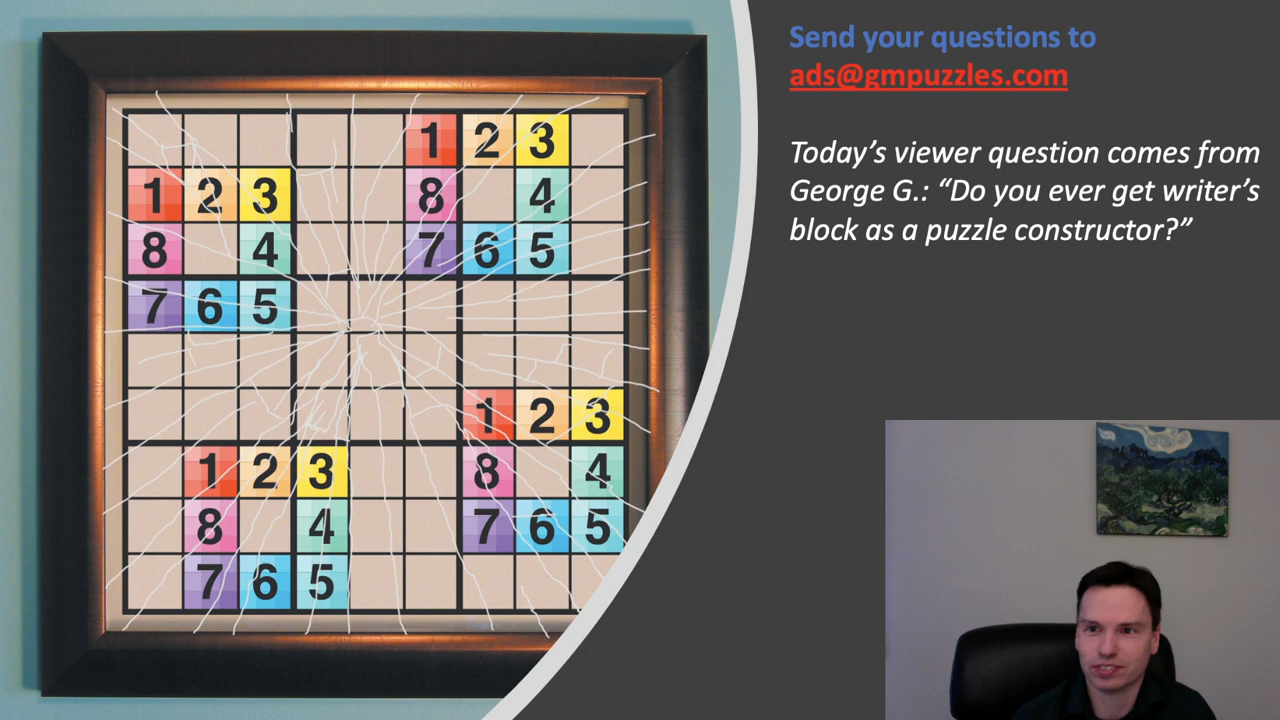 Send your questions to
ads@gmpuzzles.com
Today's viewer question comes from
George G.: “Do you ever get writer's
block as a puzzle constructor?”
1 2 3
1 2 3 8 4
8 4 7 6 5
7 6 5
1 2 3
1 2 3 8 4
8 4 7 6 5
7 6 5